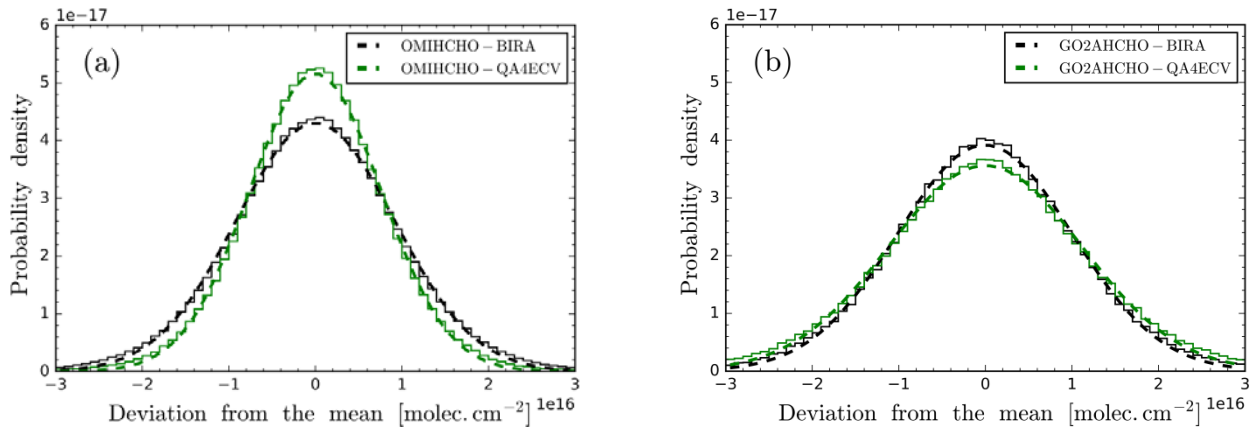 1e−17
(a)
OMIHCHO−BIRA
OMIHCHO−QA4ECV
Probability density
6
5
4
3
2
1
0
−3 −2 −1 0 1 2 3
1e16
Deviation from the mean [molec.cm⁻²]
1e−17
(b)
GO2AHCHO−BIRA
GO2AHCHO−QA4ECV
Probability density
6
5
4
3
2
1
0
−3 −2 −1 0 1 2 3
1e16
Deviation from the mean [molec.cm⁻²]